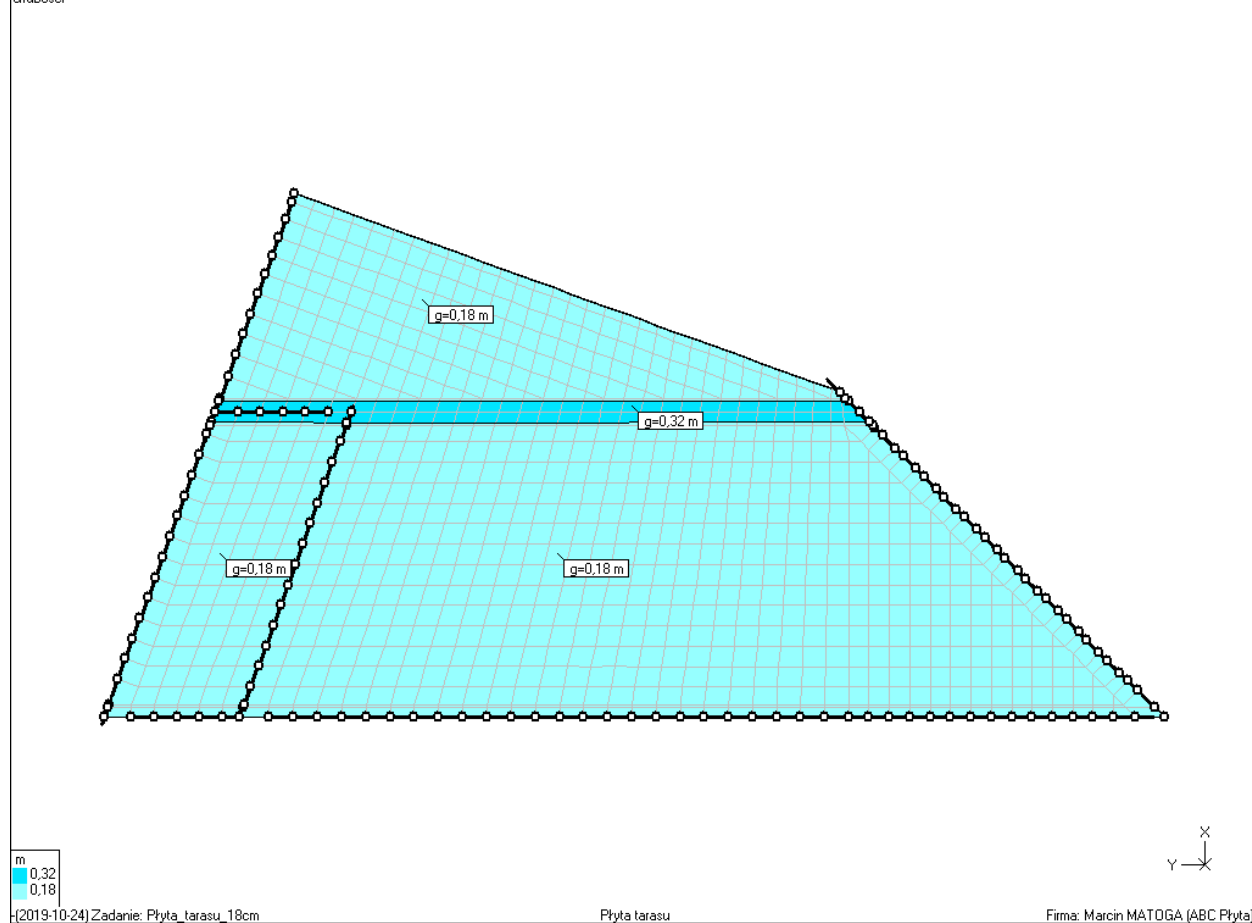 g=0,18 m
g=0,32 m
g=0,18 m
g=0,18 m
X
Y
m
0,32
0,18
(2019-10-24) Zadanie: Płyta_tarasu_18cm
Płyta tarasu
Firma: Marcin MATOGA (ABC Płyta)